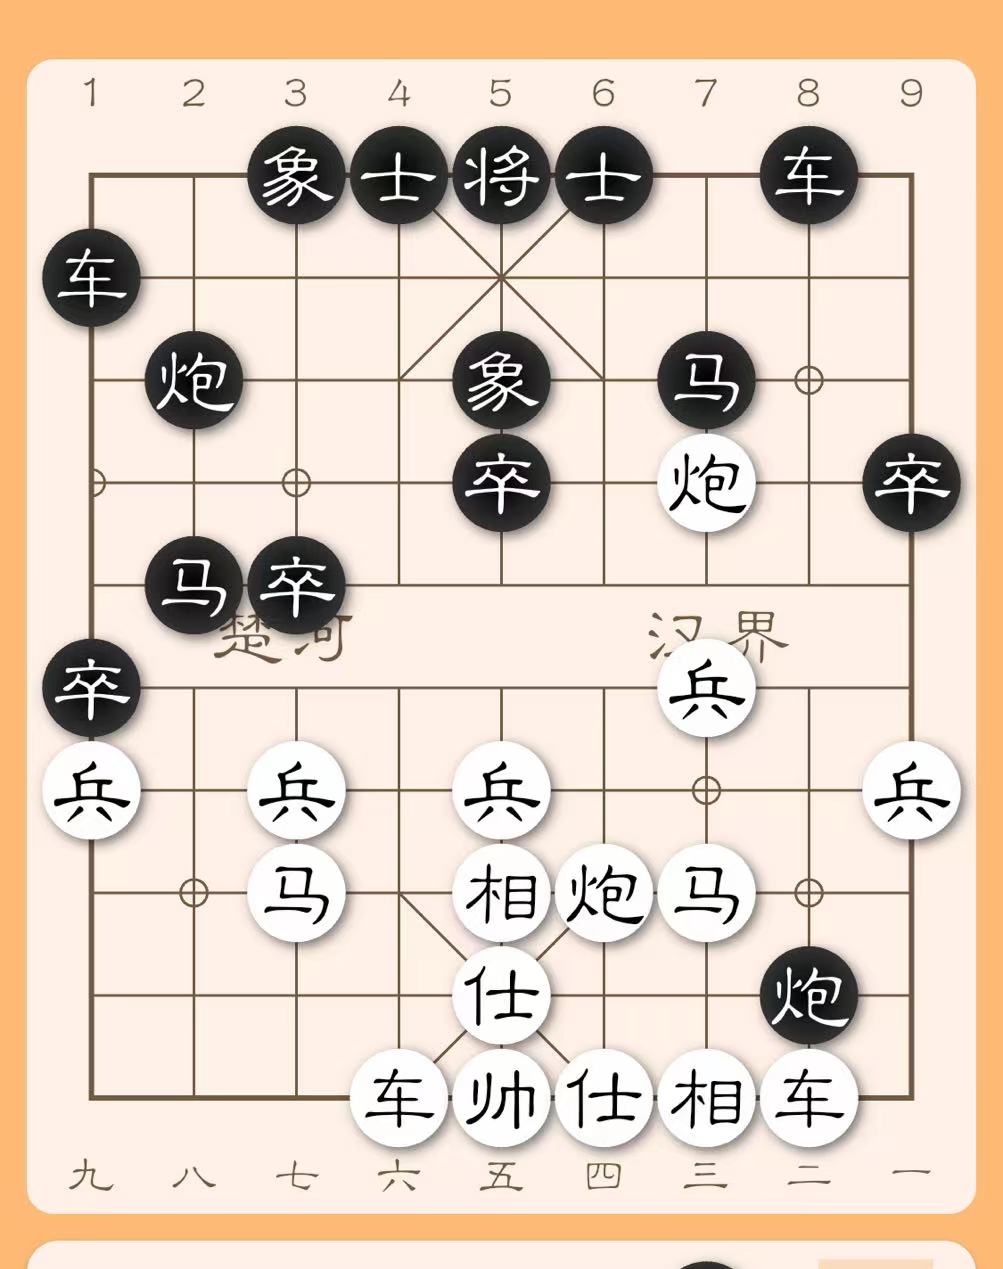 1 2 3 4 5 6 7 8 9
象 士 将 士 车
车
炮 象 马
卒 炮 卒
马 卒
楚河 汉界
卒 兵
兵 兵 兵 兵
马 相 炮 马
仕 炮
车 帅 仕 相 车
九 八 七 六 五 四 三 二 一